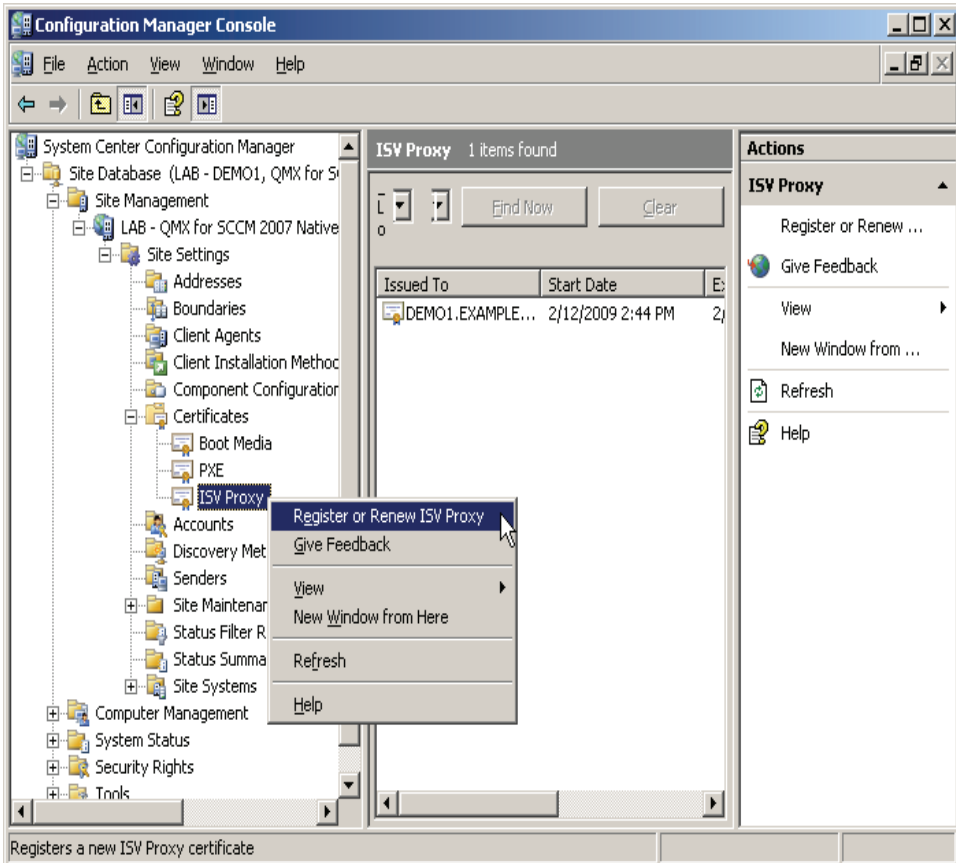 Configuration Manager Console
File Action View Window Help
System Center Configuration Manager
Site Database (LAB - DEMO1, QMX for S
Site Management
LAB - QMX for SCCM 2007 Native
Site Settings
Addresses
Boundaries
Client Agents
Client Installation Method
Component Configuration
Certificates
Boot Media
PXE
ISV Proxy
Accounts
Discovery Met
Senders
Site Maintenan
Status Filter R
Status Summa
Site Systems
Computer Management
System Status
Security Rights
Tools
ISV Proxy 1 items found
L
o
:
Find Now Clear
Issued To Start Date E
DEMO1.EXAMPLE... 2/12/2009 2:44 PM 2/
Register or Renew ISV Proxy
Give Feedback
View
New Window from Here
Refresh
Help
Actions
ISV Proxy
Register or Renew ...
Give Feedback
View
New Window from ...
Refresh
Help
Registers a new ISV Proxy certificate